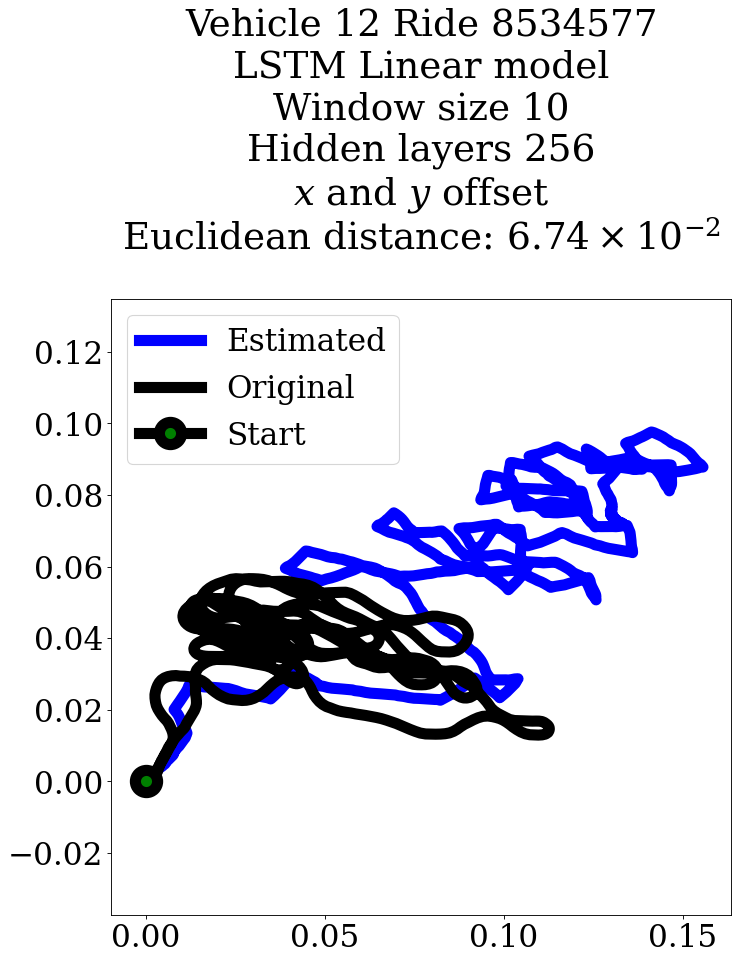 Vehicle 12 Ride 8534577
LSTM Linear model
Window size 10
Hidden layers 256
x and y offset
Euclidean distance: 6.74 × 10⁻²
Estimated
Original
Start
0.12
0.10
0.08
0.06
0.04
0.02
0.00
−0.02
0.00 0.05 0.10 0.15